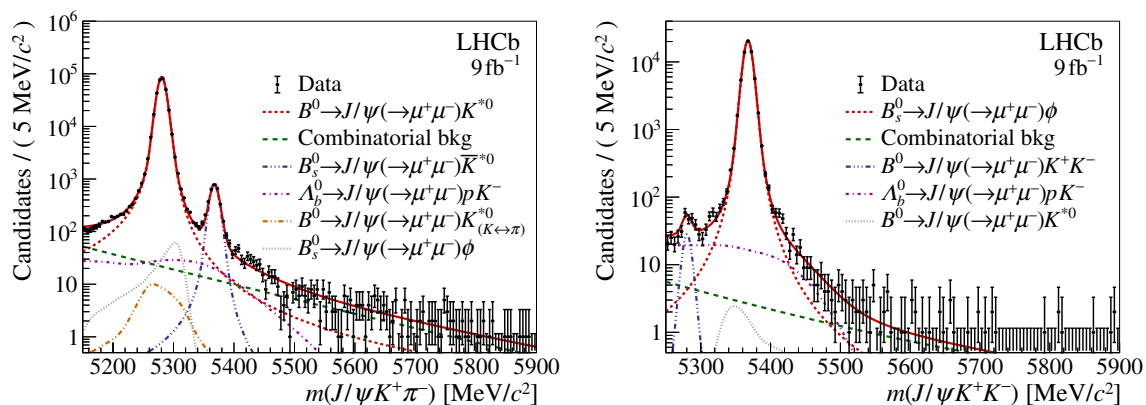 Candidates / ( 5 MeV/c²)
10⁶
10⁵
10⁴
10³
10²
10
1
LHCb
9 fb⁻¹
Data
B⁰→J/ψ(→μ⁺μ⁻)K*⁰
Combinatorial bkg
B⁰ₛ→J/ψ(→μ⁺μ⁻)K̅*⁰
Λ⁰_b→J/ψ(→μ⁺μ⁻)pK⁻
B⁰→J/ψ(→μ⁺μ⁻)K*⁰_(K↔π)
B⁰ₛ→J/ψ(→μ⁺μ⁻)ϕ
5200 5300 5400 5500 5600 5700 5800 5900
m(J/ψK⁺π⁻) [MeV/c²]
Candidates / ( 5 MeV/c²)
10⁴
10³
10²
10
1
LHCb
9 fb⁻¹
Data
B⁰ₛ→J/ψ(→μ⁺μ⁻)ϕ
Combinatorial bkg
B⁰→J/ψ(→μ⁺μ⁻)K⁺K⁻
Λ⁰_b→J/ψ(→μ⁺μ⁻)pK⁻
B⁰→J/ψ(→μ⁺μ⁻)K*⁰
5300 5400 5500 5600 5700 5800 5900
m(J/ψK⁺K⁻) [MeV/c²]